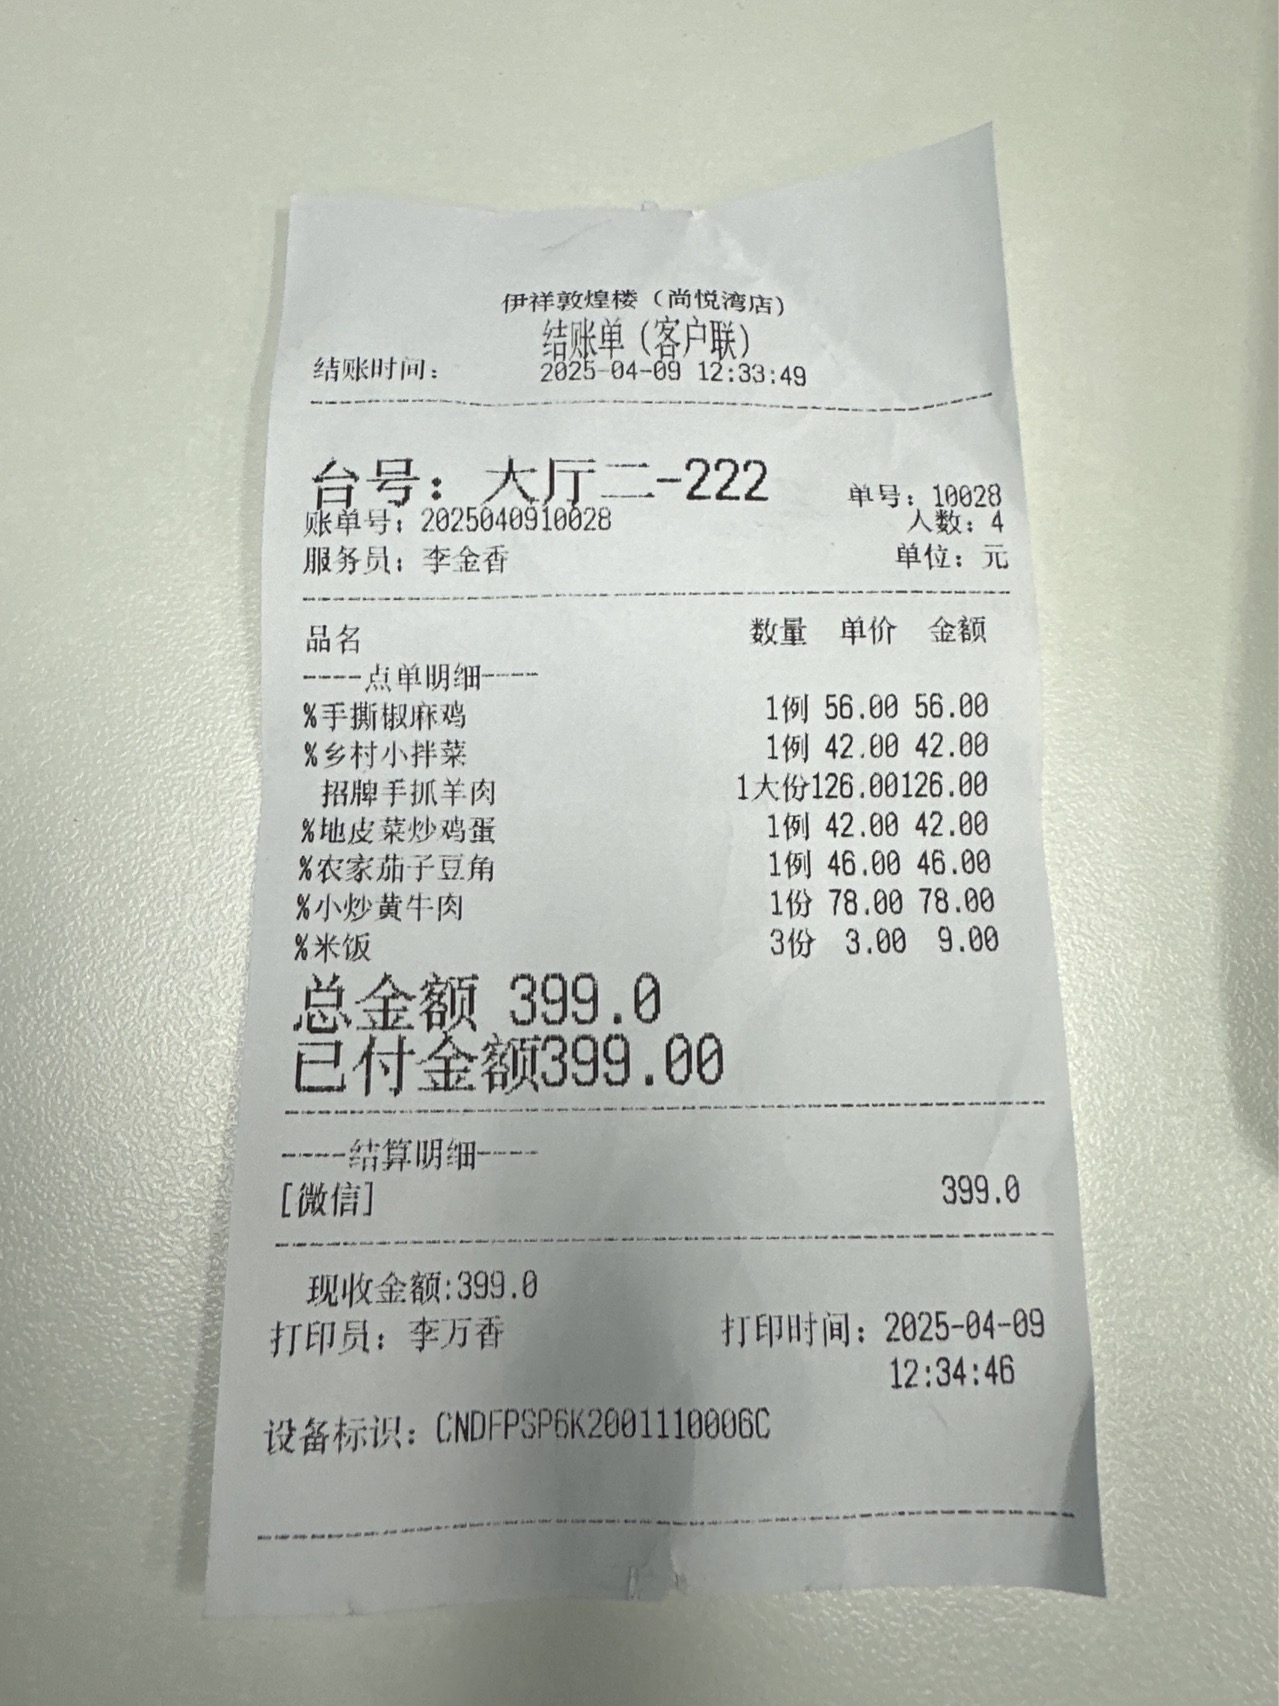 伊祥敦煌楼（尚悦湾店）
结账单（客户联）
结账时间： 2025-04-09 12:33:49
台号：大厅二-222 单号：10028
账单号：2025040910028 人数：4
服务员：李金香 单位：元
品名 数量 单价 金额
----点单明细----
%手撕椒麻鸡 1例 56.00 56.00
%乡村小拌菜 1例 42.00 42.00
招牌手抓羊肉 1大份126.00126.00
%地皮菜炒鸡蛋 1例 42.00 42.00
%农家茄子豆角 1例 46.00 46.00
%小炒黄牛肉 1份 78.00 78.00
%米饭 3份 3.00 9.00
总金额 399.0
已付金额399.00
----结算明细----
[微信] 399.0
现收金额:399.0
打印员：李万香 打印时间：2025-04-09
12:34:46
设备标识：CNDFPSP6K2001110006C